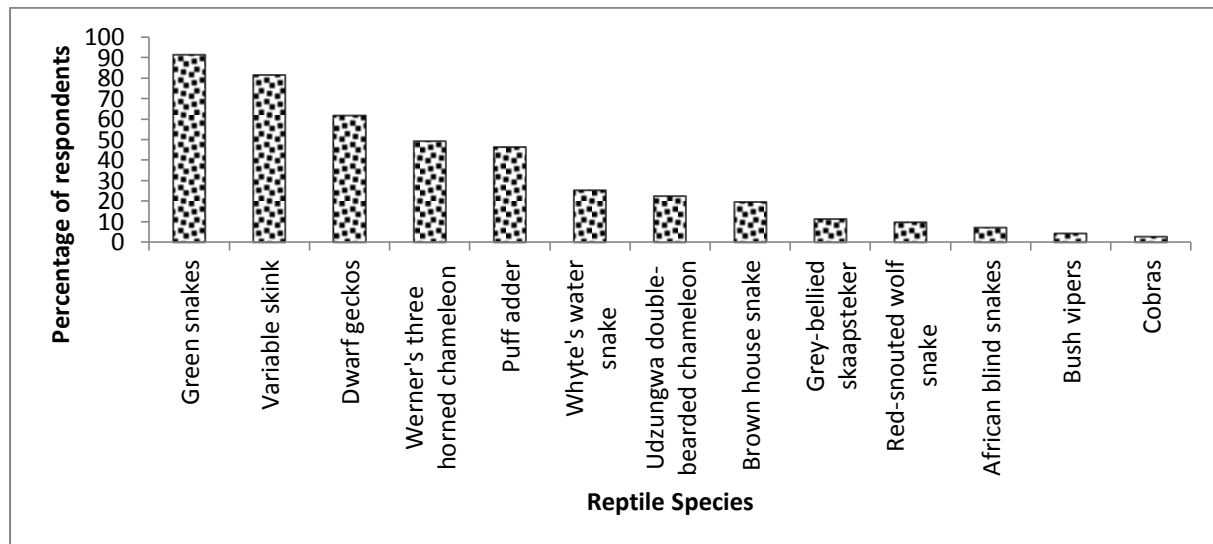 Percentage of respondents
100
90
80
70
60
50
40
30
20
10
0
Green snakes
Variable skink
Dwarf geckos
Werner's three
horned chameleon
Puff adder
Whyte's water
snake
Udzungwa double-
bearded chameleon
Brown house snake
Grey-bellied
skaapsteker
Red-snouted wolf
snake
African blind snakes
Bush vipers
Cobras
Reptile Species